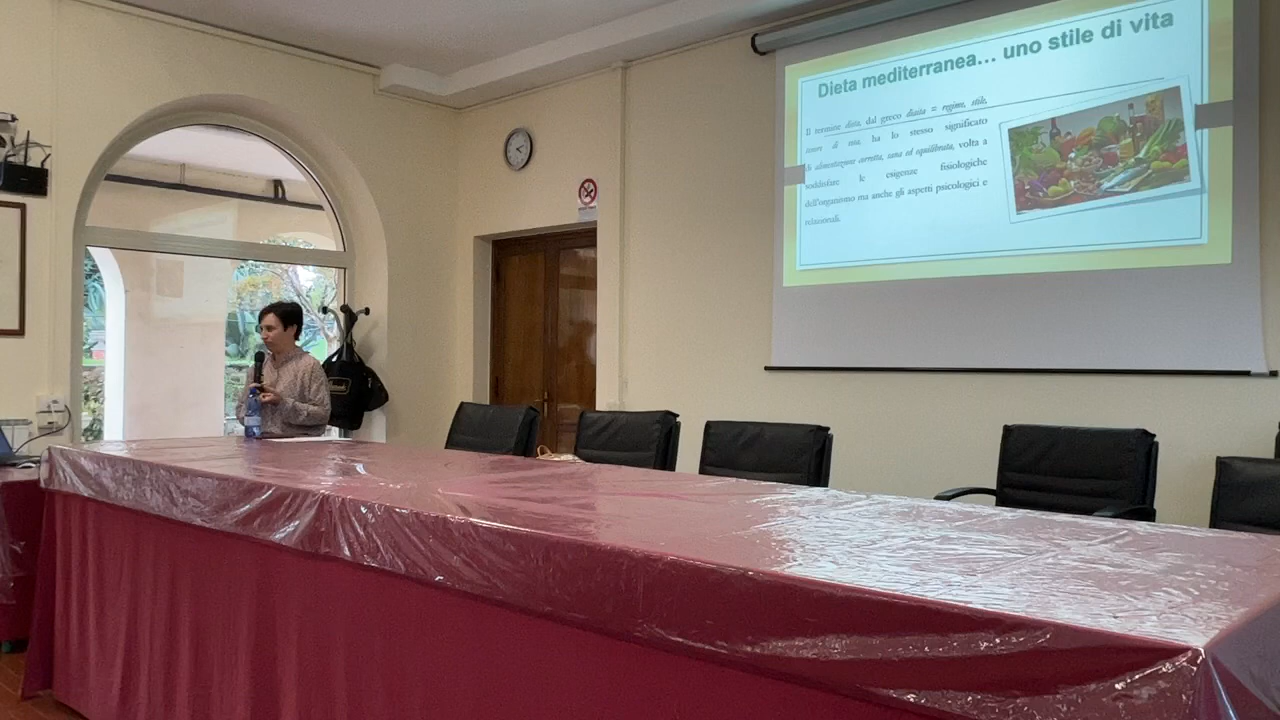 Dieta mediterranea... uno stile di vita
Il termine dieta, dal greco diaita = regime, stile,
tenore di vita, ha lo stesso significato
di alimentazione corretta, sana ed equilibrata, volta a
soddisfare le esigenze fisiologiche
dell'organismo ma anche gli aspetti psicologici e
relazionali.